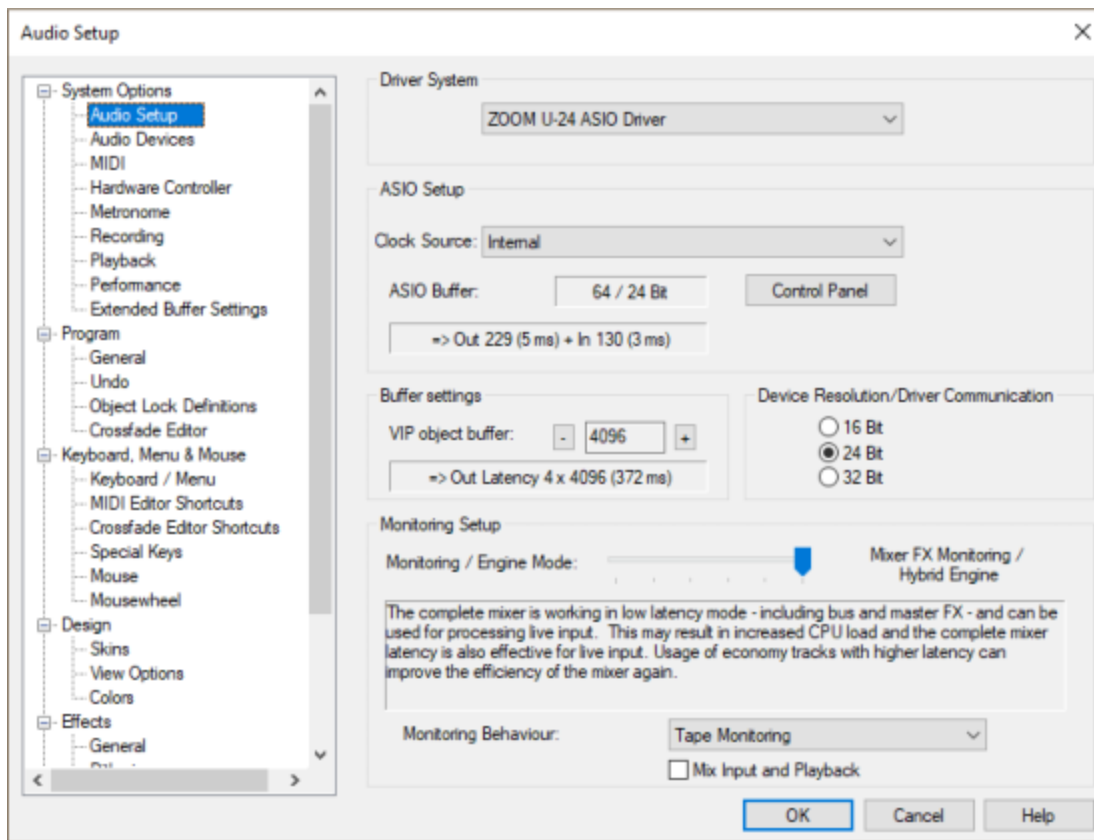 Audio Setup
System Options
Audio Setup
Audio Devices
MIDI
Hardware Controller
Metronome
Recording
Playback
Performance
Extended Buffer Settings
Program
General
Undo
Object Lock Definitions
Crossfade Editor
Keyboard, Menu & Mouse
Keyboard / Menu
MIDI Editor Shortcuts
Crossfade Editor Shortcuts
Special Keys
Mouse
Mousewheel
Design
Skins
View Options
Colors
Effects
General
Driver System
ZOOM U-24 ASIO Driver
ASIO Setup
Clock Source: Internal
ASIO Buffer: 64 / 24 Bit Control Panel
=> Out 229 (5 ms) + In 130 (3 ms)
Buffer settings
VIP object buffer: - 4096 +
=> Out Latency 4 x 4096 (372 ms)
Device Resolution/Driver Communication
16 Bit
24 Bit
32 Bit
Monitoring Setup
Monitoring / Engine Mode:
Mixer FX Monitoring /
Hybrid Engine
The complete mixer is working in low latency mode - including bus and master FX - and can be
used for processing live input. This may result in increased CPU load and the complete mixer
latency is also effective for live input. Usage of economy tracks with higher latency can
improve the efficiency of the mixer again.
Monitoring Behaviour: Tape Monitoring
Mix Input and Playback
OK Cancel Help